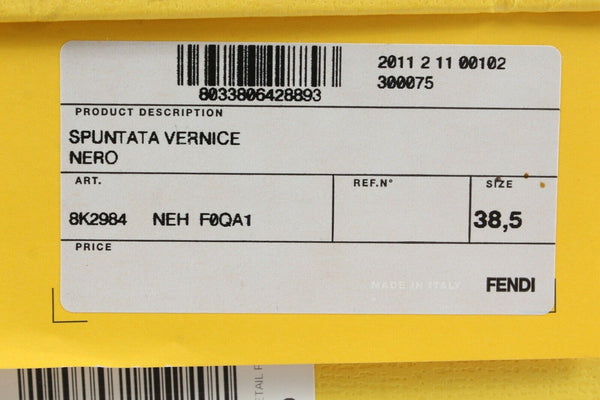 2011 2 11 00102
300075
8033806428893
PRODUCT DESCRIPTION
SPUNTATA VERNICE
NERO
ART.
REF.N°
SIZE
8K2984 NEH F0QA1
38,5
PRICE
MADE IN ITALY
FENDI